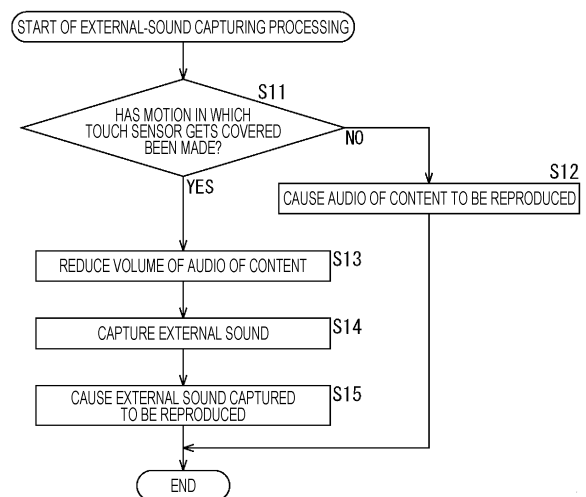 START OF EXTERNAL-SOUND CAPTURING PROCESSING
S11
HAS MOTION IN WHICH
TOUCH SENSOR GETS COVERED
BEEN MADE?
NO
YES
S12
CAUSE AUDIO OF CONTENT TO BE REPRODUCED
REDUCE VOLUME OF AUDIO OF CONTENT
S13
CAPTURE EXTERNAL SOUND
S14
CAUSE EXTERNAL SOUND CAPTURED
TO BE REPRODUCED
S15
END